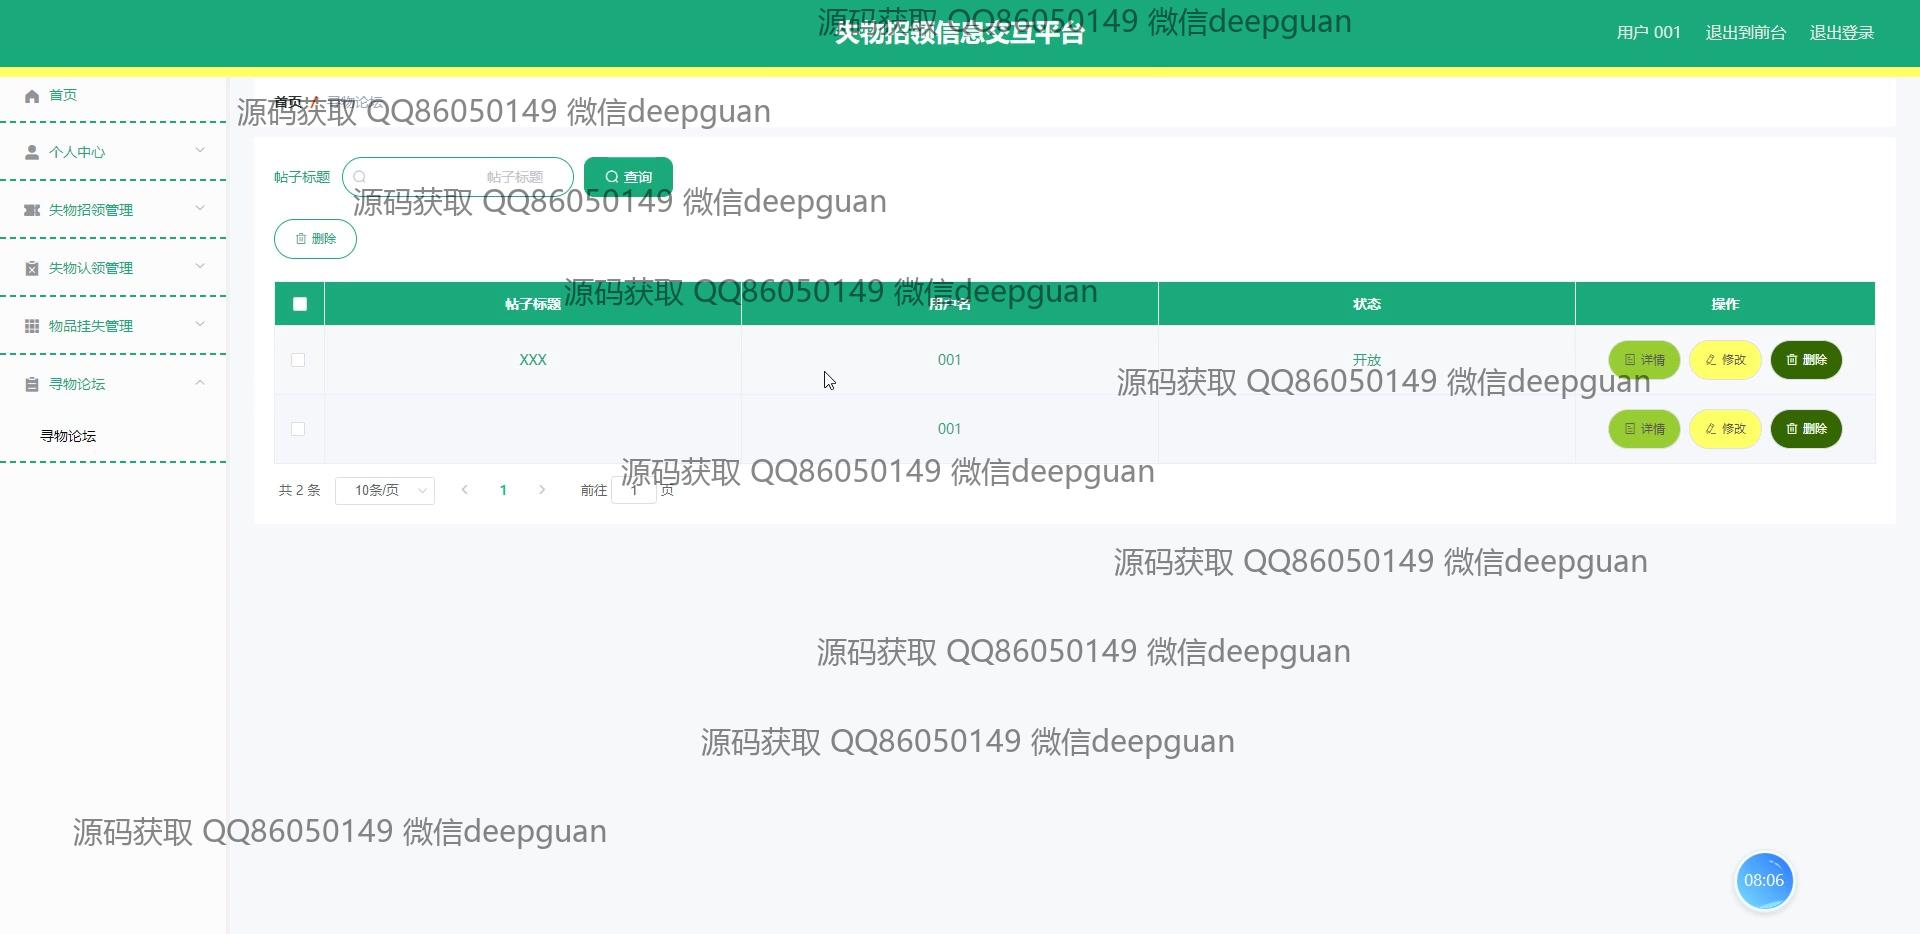 失物招领信息交互平台
用户 001 退出到前台 退出登录
源码获取 QQ86050149 微信deepguan
首页
个人中心
失物招领管理
失物认领管理
物品挂失管理
寻物论坛
寻物论坛
首页 / 寻物论坛
源码获取 QQ86050149 微信deepguan
帖子标题 帖子标题 查询
源码获取 QQ86050149 微信deepguan
删除
源码获取 QQ86050149 微信deepguan
帖子标题 用户名 状态 操作
XXX 001 开放 详情 修改 删除
源码获取 QQ86050149 微信deepguan
001 详情 修改 删除
源码获取 QQ86050149 微信deepguan
共 2 条 10条/页 1 前往 1 页
源码获取 QQ86050149 微信deepguan
源码获取 QQ86050149 微信deepguan
源码获取 QQ86050149 微信deepguan
源码获取 QQ86050149 微信deepguan
08:06